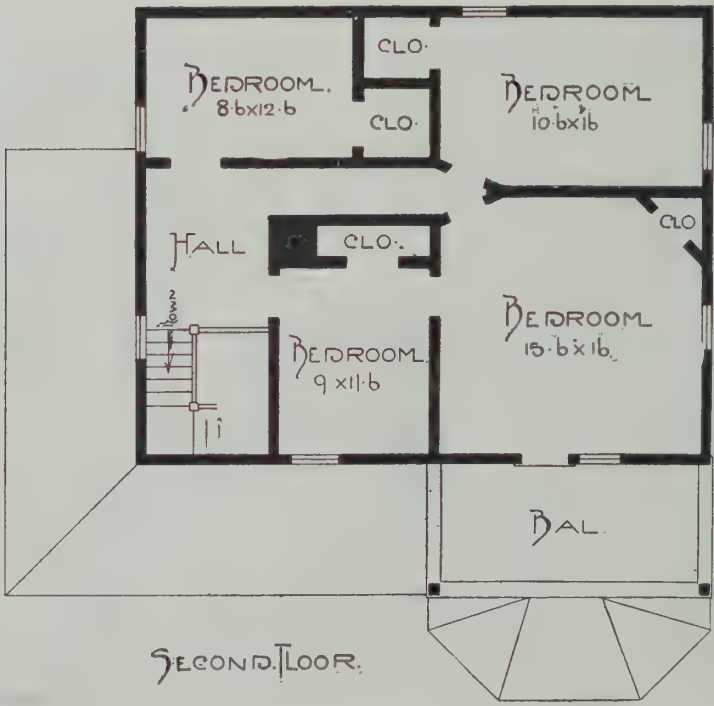 CLO.
BEDROOM.
8·6x12·6
CLO.
BEDROOM
10·6x16
CLO
HALL
CLO.
DOWN
BEDROOM
15·6x16
BEDROOM
9x11·6
BAL.
SECOND.FLOOR.